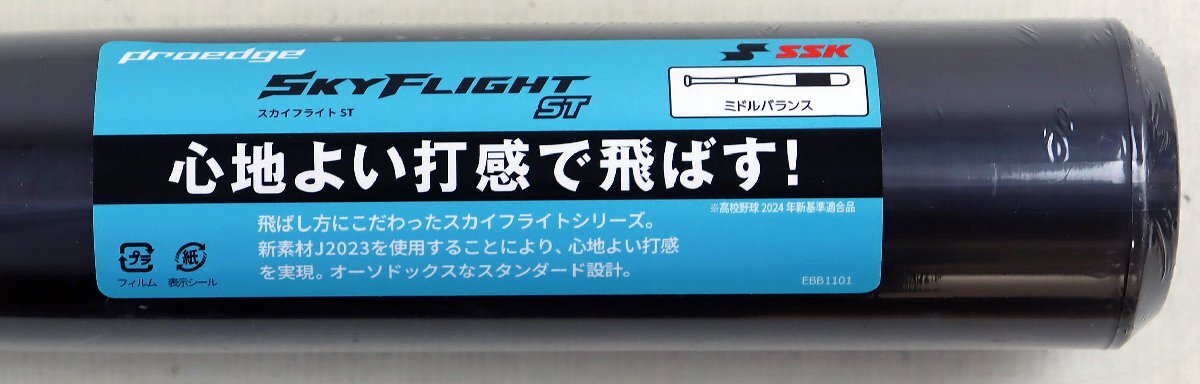 proedge
SSK
SKYFLIGHT
ST
スカイフライト ST
ミドルバランス
心地よい打感で飛ばす!
※高校野球 2024 年新基準適合品
飛ばし方にこだわったスカイフライトシリーズ。
新素材J2023を使用することにより、心地よい打感
を実現。オーソドックスなスタンダード設計。
プラ
フィルム
紙
表示シール
EBB1101